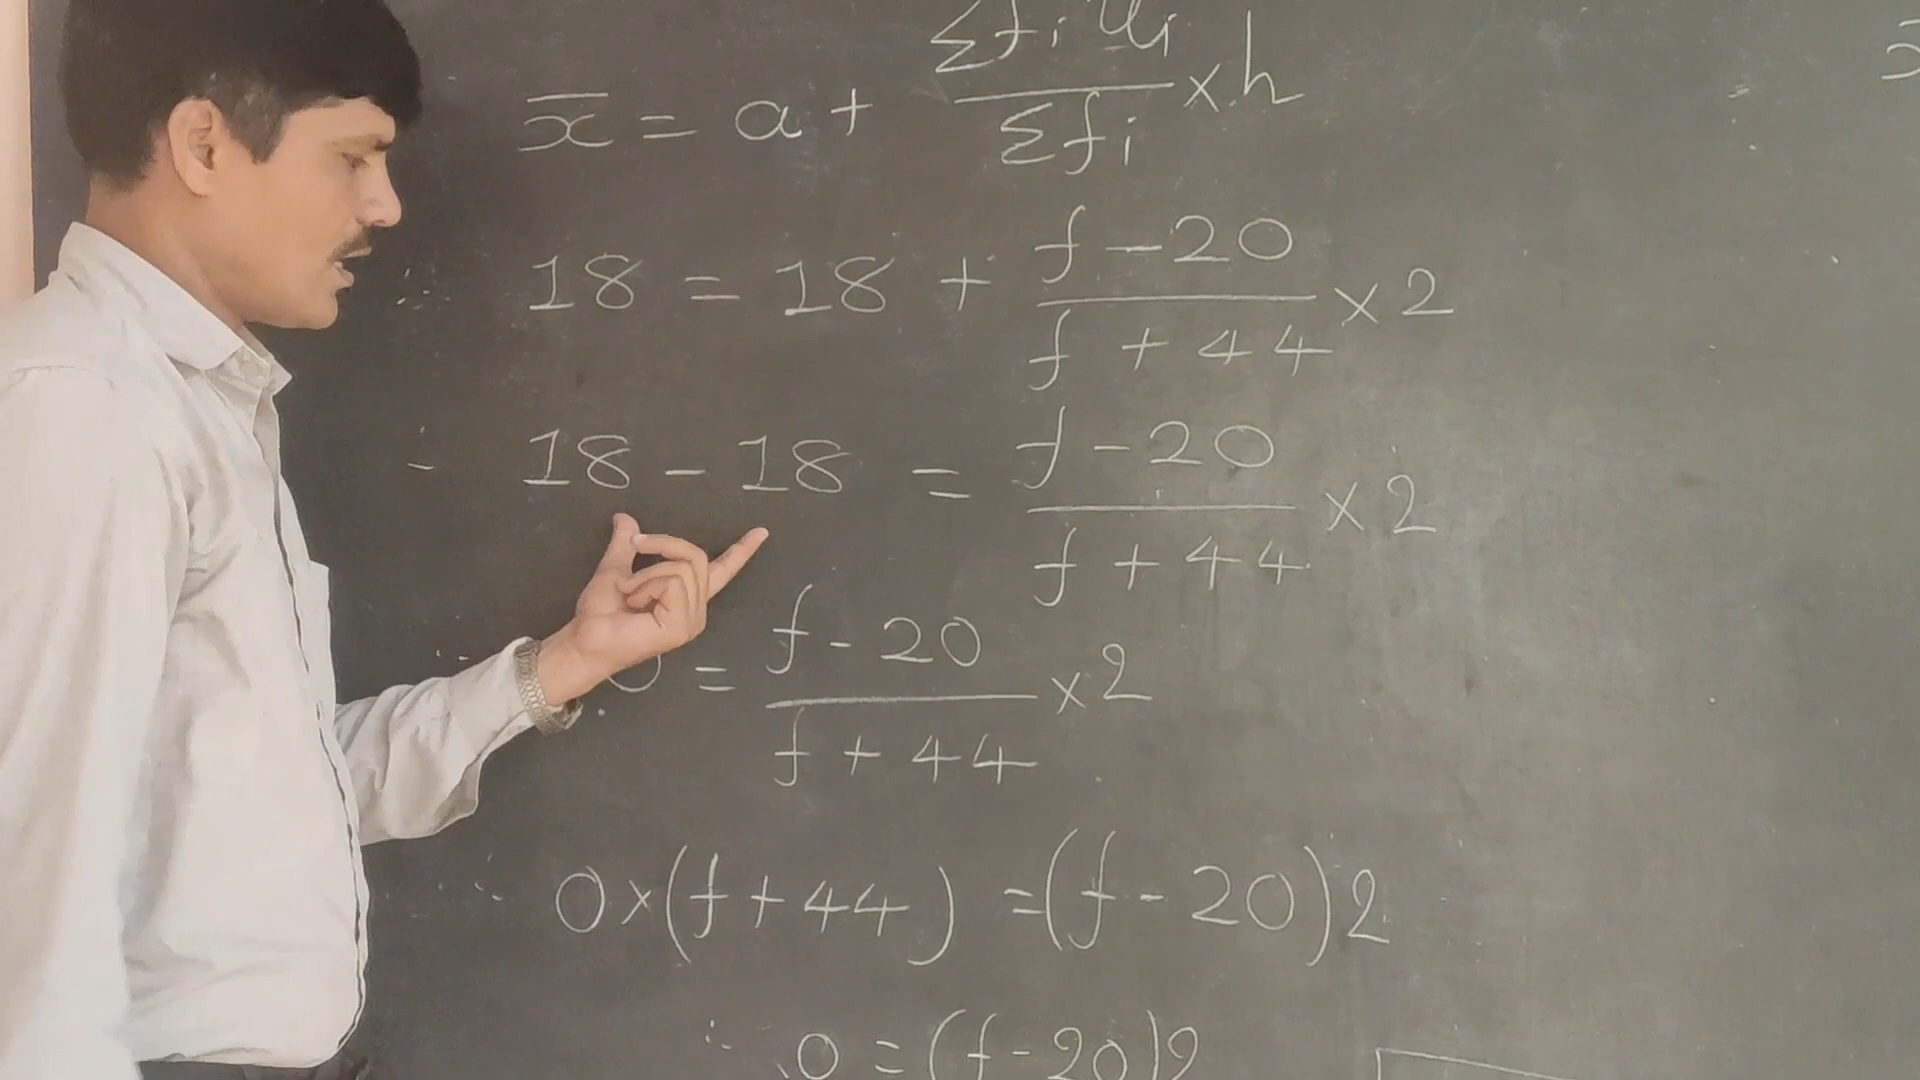 x̄ = a + Σfiui/Σfi × h
∴ 18 = 18 + f - 20/f + 44 × 2
∴ 18 - 18 = f - 20/f + 44 × 2
∴ 0 = f - 20/f + 44 × 2
∴ 0×(f + 44) = (f - 20)2
∴ 0 = (f - 20)2